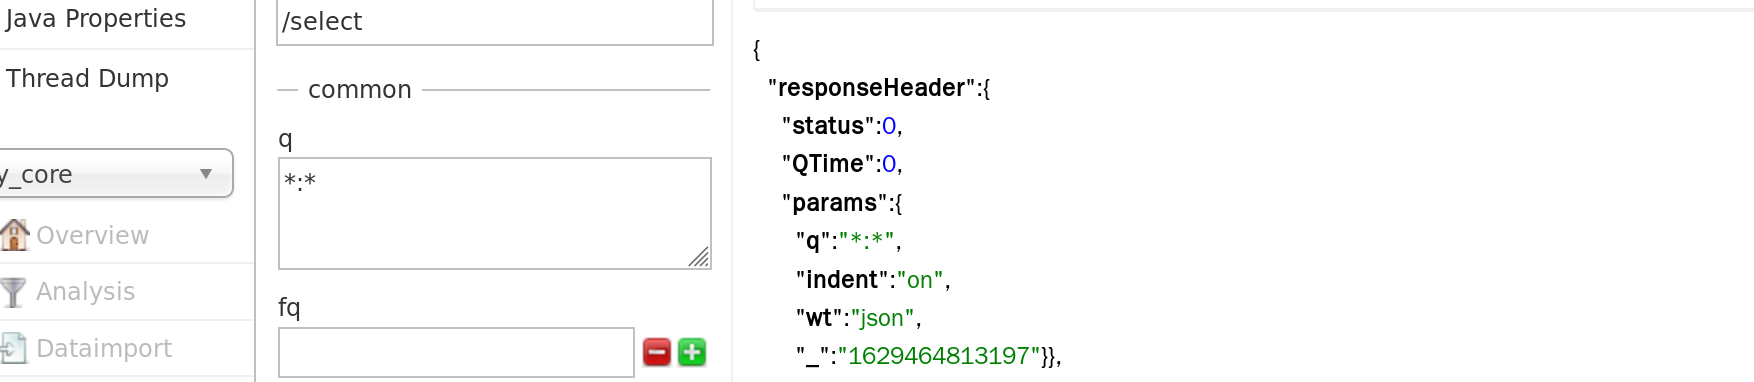 Java Properties
Thread Dump
y_core
Overview
Analysis
Dataimport
/select
common
q
*:*
fq
{
"responseHeader":{
"status":0,
"QTime":0,
"params":{
"q":"*:*",
"indent":"on",
"wt":"json",
"_":"1629464813197"}},